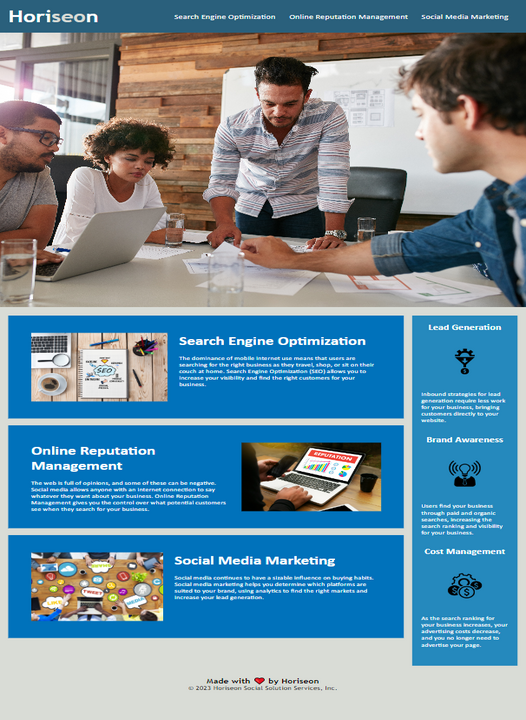 Horiseon
Search Engine Optimization Online Reputation Management Social Media Marketing
Search Engine Optimization
The dominance of mobile internet use means that users are
searching for the right business as they travel, shop, or sit on their
couch at home. Search Engine Optimization (SEO) allows you to
increase your visibility and find the right customers for your
business.
SEO
Online Reputation
Management
The web is full of opinions, and some of these can be negative.
Social media allows anyone with an internet connection to say
whatever they want about your business. Online Reputation
Management gives you the control over what potential customers
see when they search for your business.
REPUTATION
Social Media Marketing
Social media continues to have a sizable influence on buying habits.
Social media marketing helps you determine which platforms are
suited to your brand, using analytics to find the right markets and
increase your lead generation.
TWEET
Lead Generation
Inbound strategies for lead
generation require less work
for your business, bringing
customers directly to your
website.
Brand Awareness
Users find your business
through paid and organic
searches, increasing the
search ranking and visibility
for your business.
Cost Management
As the search ranking for
your business increases, your
advertising costs decrease,
and you no longer need to
advertise your page.
Made with ❤️ by Horiseon
© 2023 Horiseon Social Solution Services, Inc.